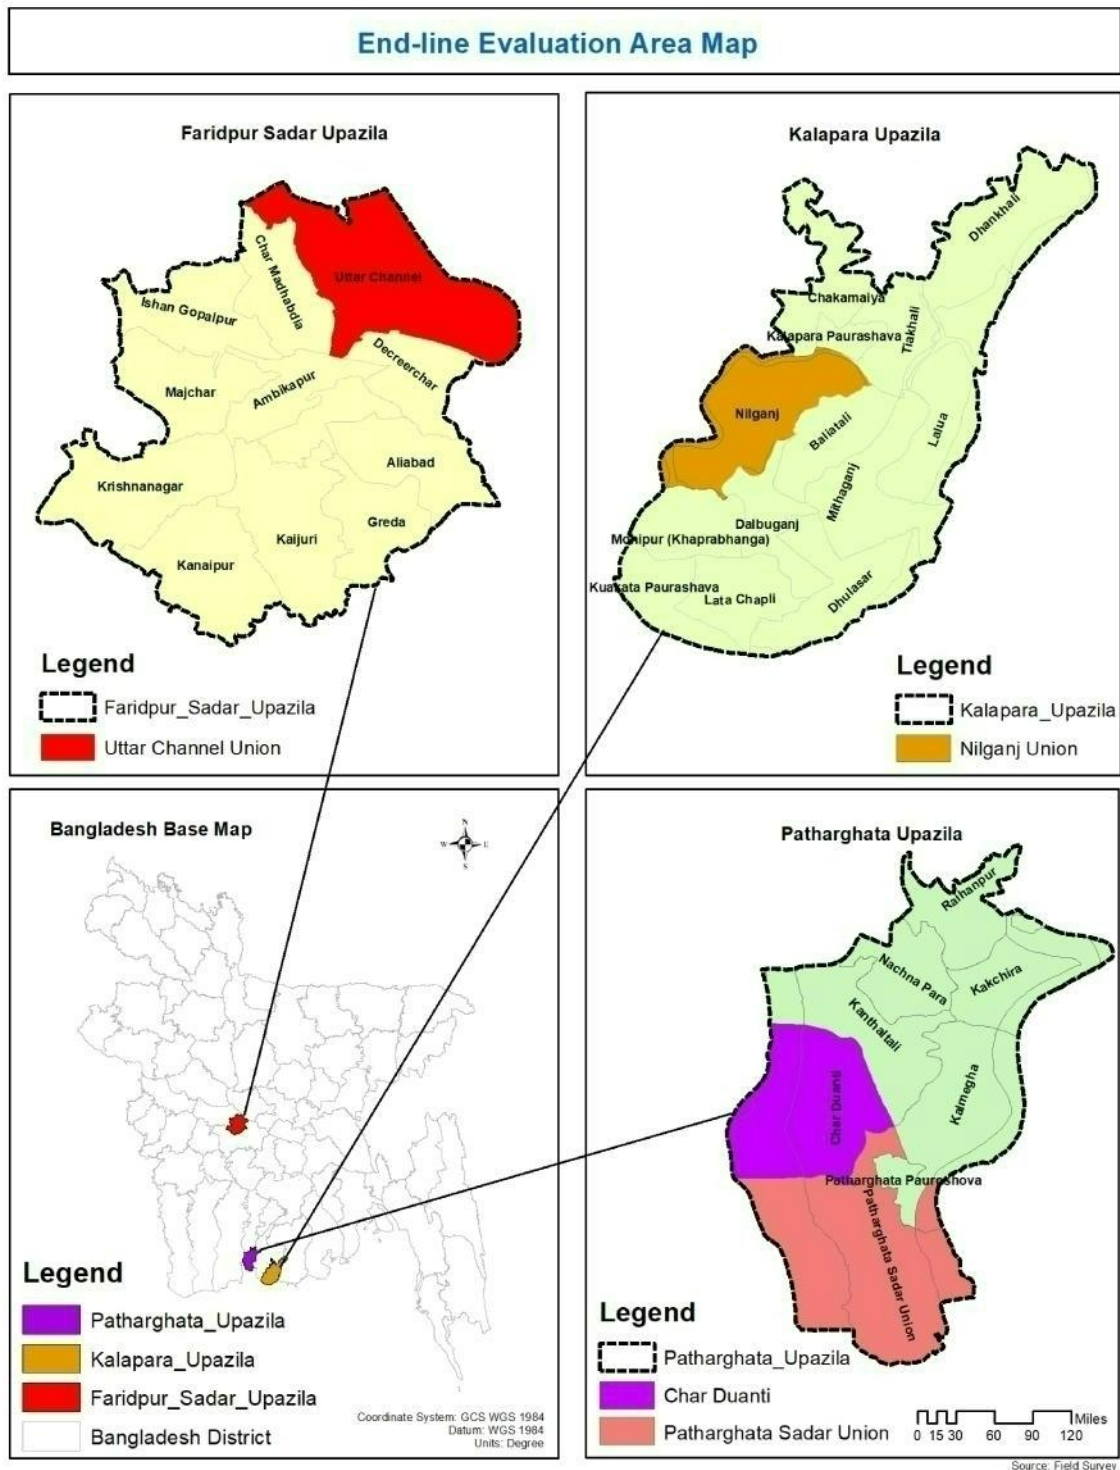 End-line Evaluation Area Map
Faridpur Sadar Upazila
Uttar Channel
Char Madhabdia
Ishan Gopalpur
Decreerchar
Majchar
Ambikapur
Aliabad
Krishnanagar
Greda
Kaijuri
Kanaipur
Legend
Faridpur_Sadar_Upazila
Uttar Channel Union
Kalapara Upazila
Dhankhali
Chakamaiya
Kalapara Paurashava
Tiakhali
Nilganj
Baliatali
Lalua
Mithaganj
Dalbuganj
Mohipur (Khaprabhanga)
Kuakata Paurashava
Lata Chapli
Dhulasar
Legend
Kalapara_Upazila
Nilganj Union
Bangladesh Base Map
N
W E
S
Legend
Patharghata_Upazila
Kalapara_Upazila
Faridpur_Sadar_Upazila
Bangladesh District
Coordinate System: GCS WGS 1984
Datum: WGS 1984
Units: Degree
Patharghata Upazila
Raihanpur
Nachna Para
Kakchira
Kanthaltali
Char Duanti
Kalmegha
Patharghata Paurashova
Patharghata Sadar Union
Legend
Patharghata_Upazila
Char Duanti
Patharghata Sadar Union
Miles
0 15 30 60 90 120
Source: Field Survey